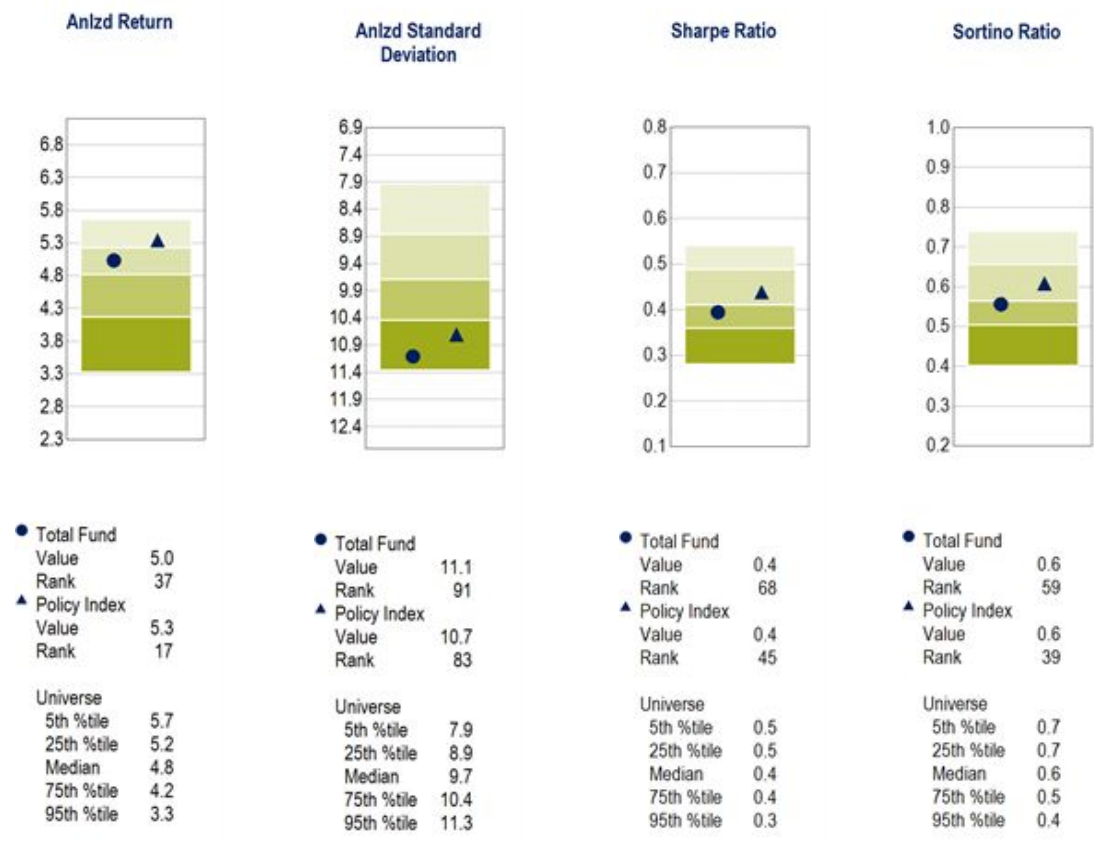 Anlzd Return
6.8
6.3
5.8
5.3
4.8
4.3
3.8
3.3
2.8
2.3
Total Fund
Value 5.0
Rank 37
Policy Index
Value 5.3
Rank 17
Universe
5th %tile 5.7
25th %tile 5.2
Median 4.8
75th %tile 4.2
95th %tile 3.3
Anlzd Standard
Deviation
6.9
7.4
7.9
8.4
8.9
9.4
9.9
10.4
10.9
11.4
11.9
12.4
Total Fund
Value 11.1
Rank 91
Policy Index
Value 10.7
Rank 83
Universe
5th %tile 7.9
25th %tile 8.9
Median 9.7
75th %tile 10.4
95th %tile 11.3
Sharpe Ratio
0.8
0.7
0.6
0.5
0.4
0.3
0.2
0.1
Total Fund
Value 0.4
Rank 68
Policy Index
Value 0.4
Rank 45
Universe
5th %tile 0.5
25th %tile 0.5
Median 0.4
75th %tile 0.4
95th %tile 0.3
Sortino Ratio
1.0
0.9
0.8
0.7
0.6
0.5
0.4
0.3
0.2
Total Fund
Value 0.6
Rank 59
Policy Index
Value 0.6
Rank 39
Universe
5th %tile 0.7
25th %tile 0.7
Median 0.6
75th %tile 0.5
95th %tile 0.4